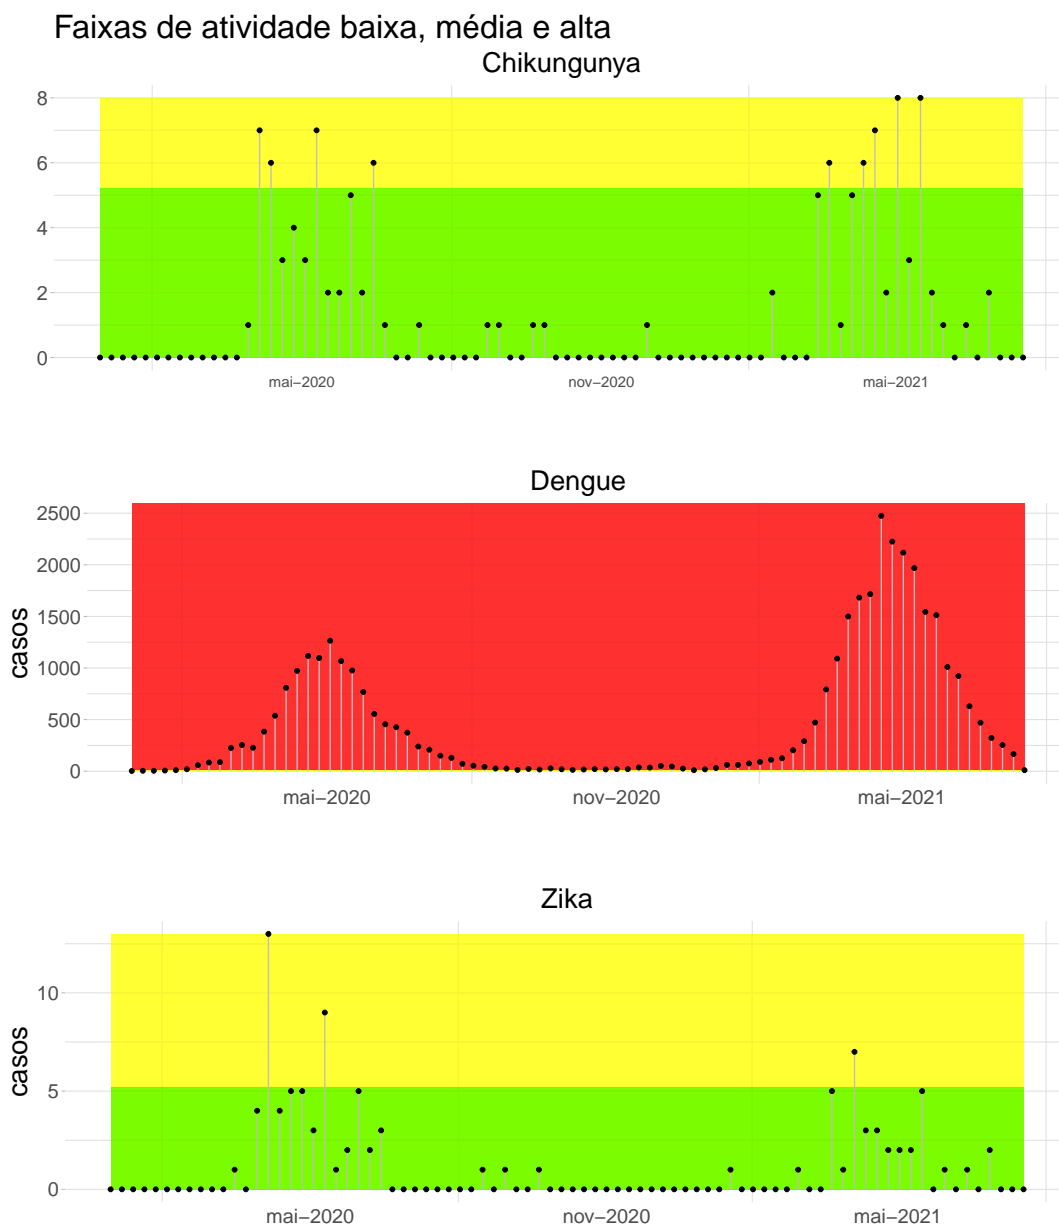 Faixas de atividade baixa, média e alta
Chikungunya
8
6
4
2
0
mai−2020 nov−2020 mai−2021
Dengue
casos
2500
2000
1500
1000
500
0
mai−2020 nov−2020 mai−2021
Zika
casos
10
5
0
mai−2020 nov−2020 mai−2021